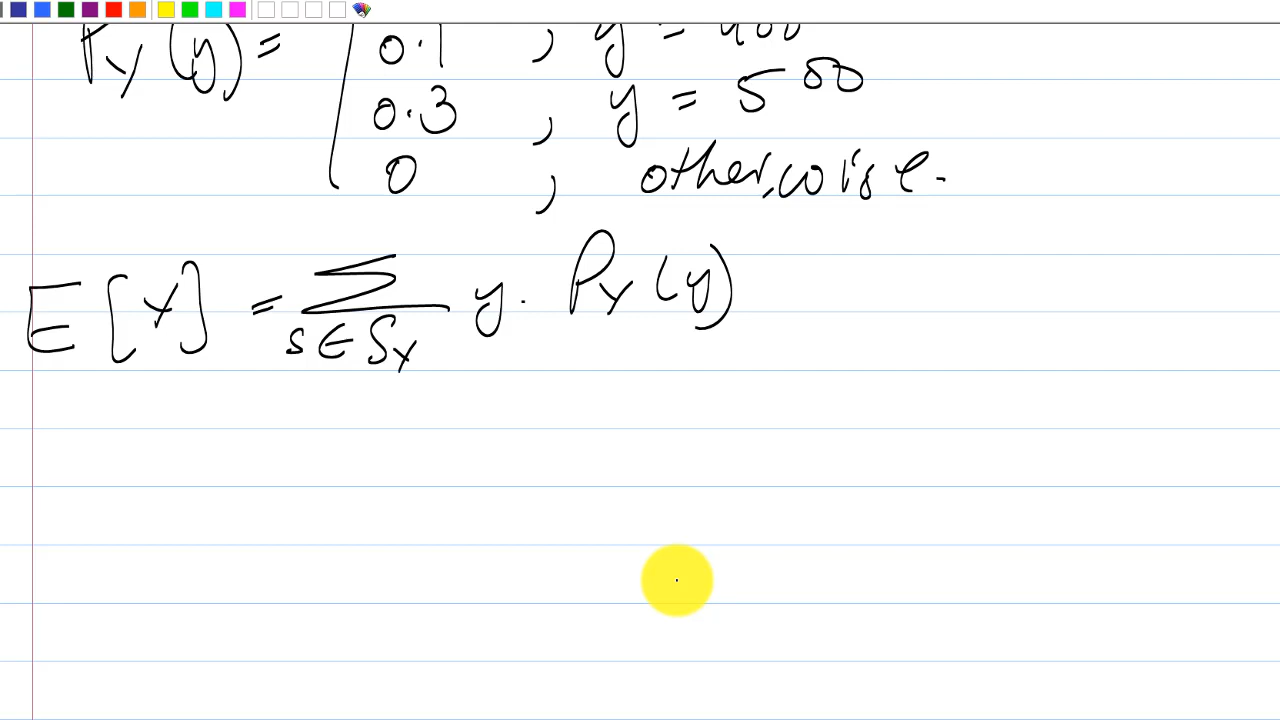 P_Y(y) = 0.1 , y = 400
0.3 , y = 500
0 , otherwise.
E[Y] = Σ_{s∈S_Y} y. P_Y(y)